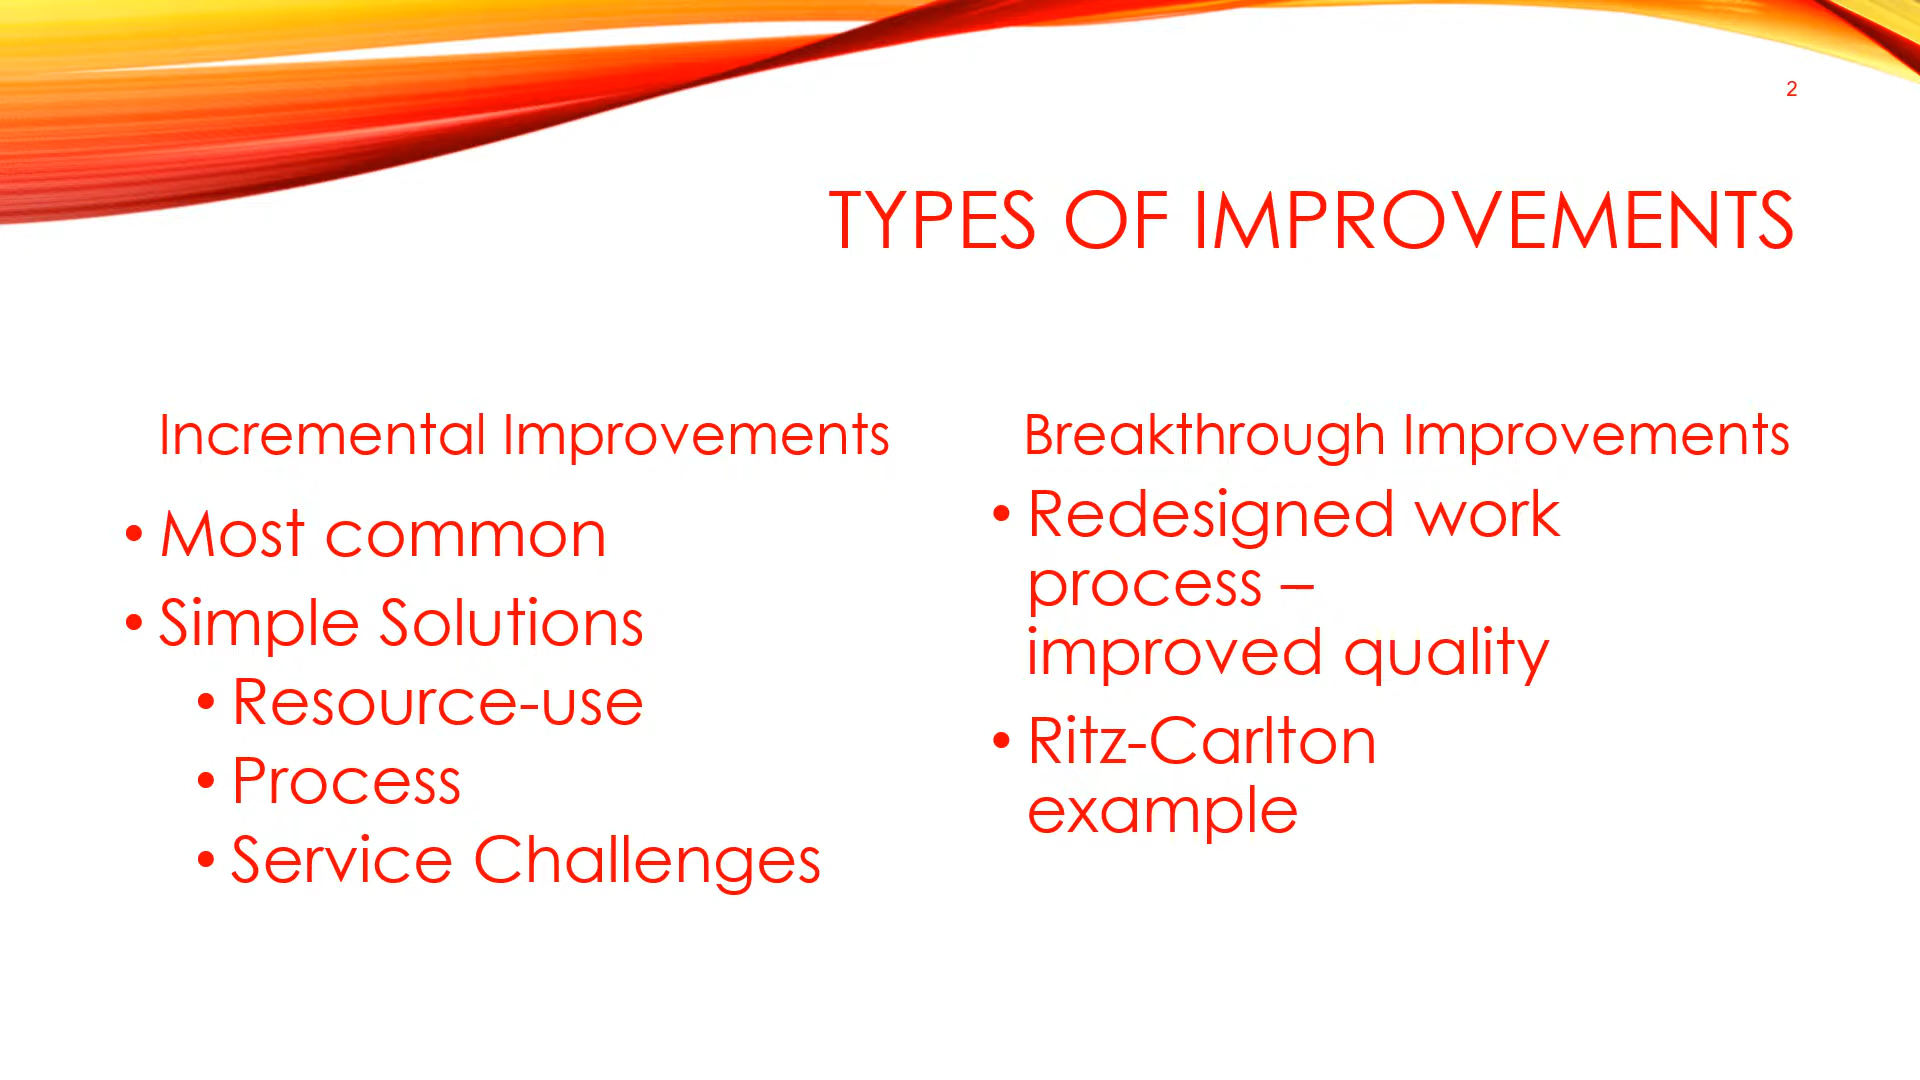 2
TYPES OF IMPROVEMENTS
Incremental Improvements
• Most common
• Simple Solutions
• Resource-use
• Process
• Service Challenges
Breakthrough Improvements
• Redesigned work
process –
improved quality
• Ritz-Carlton
example